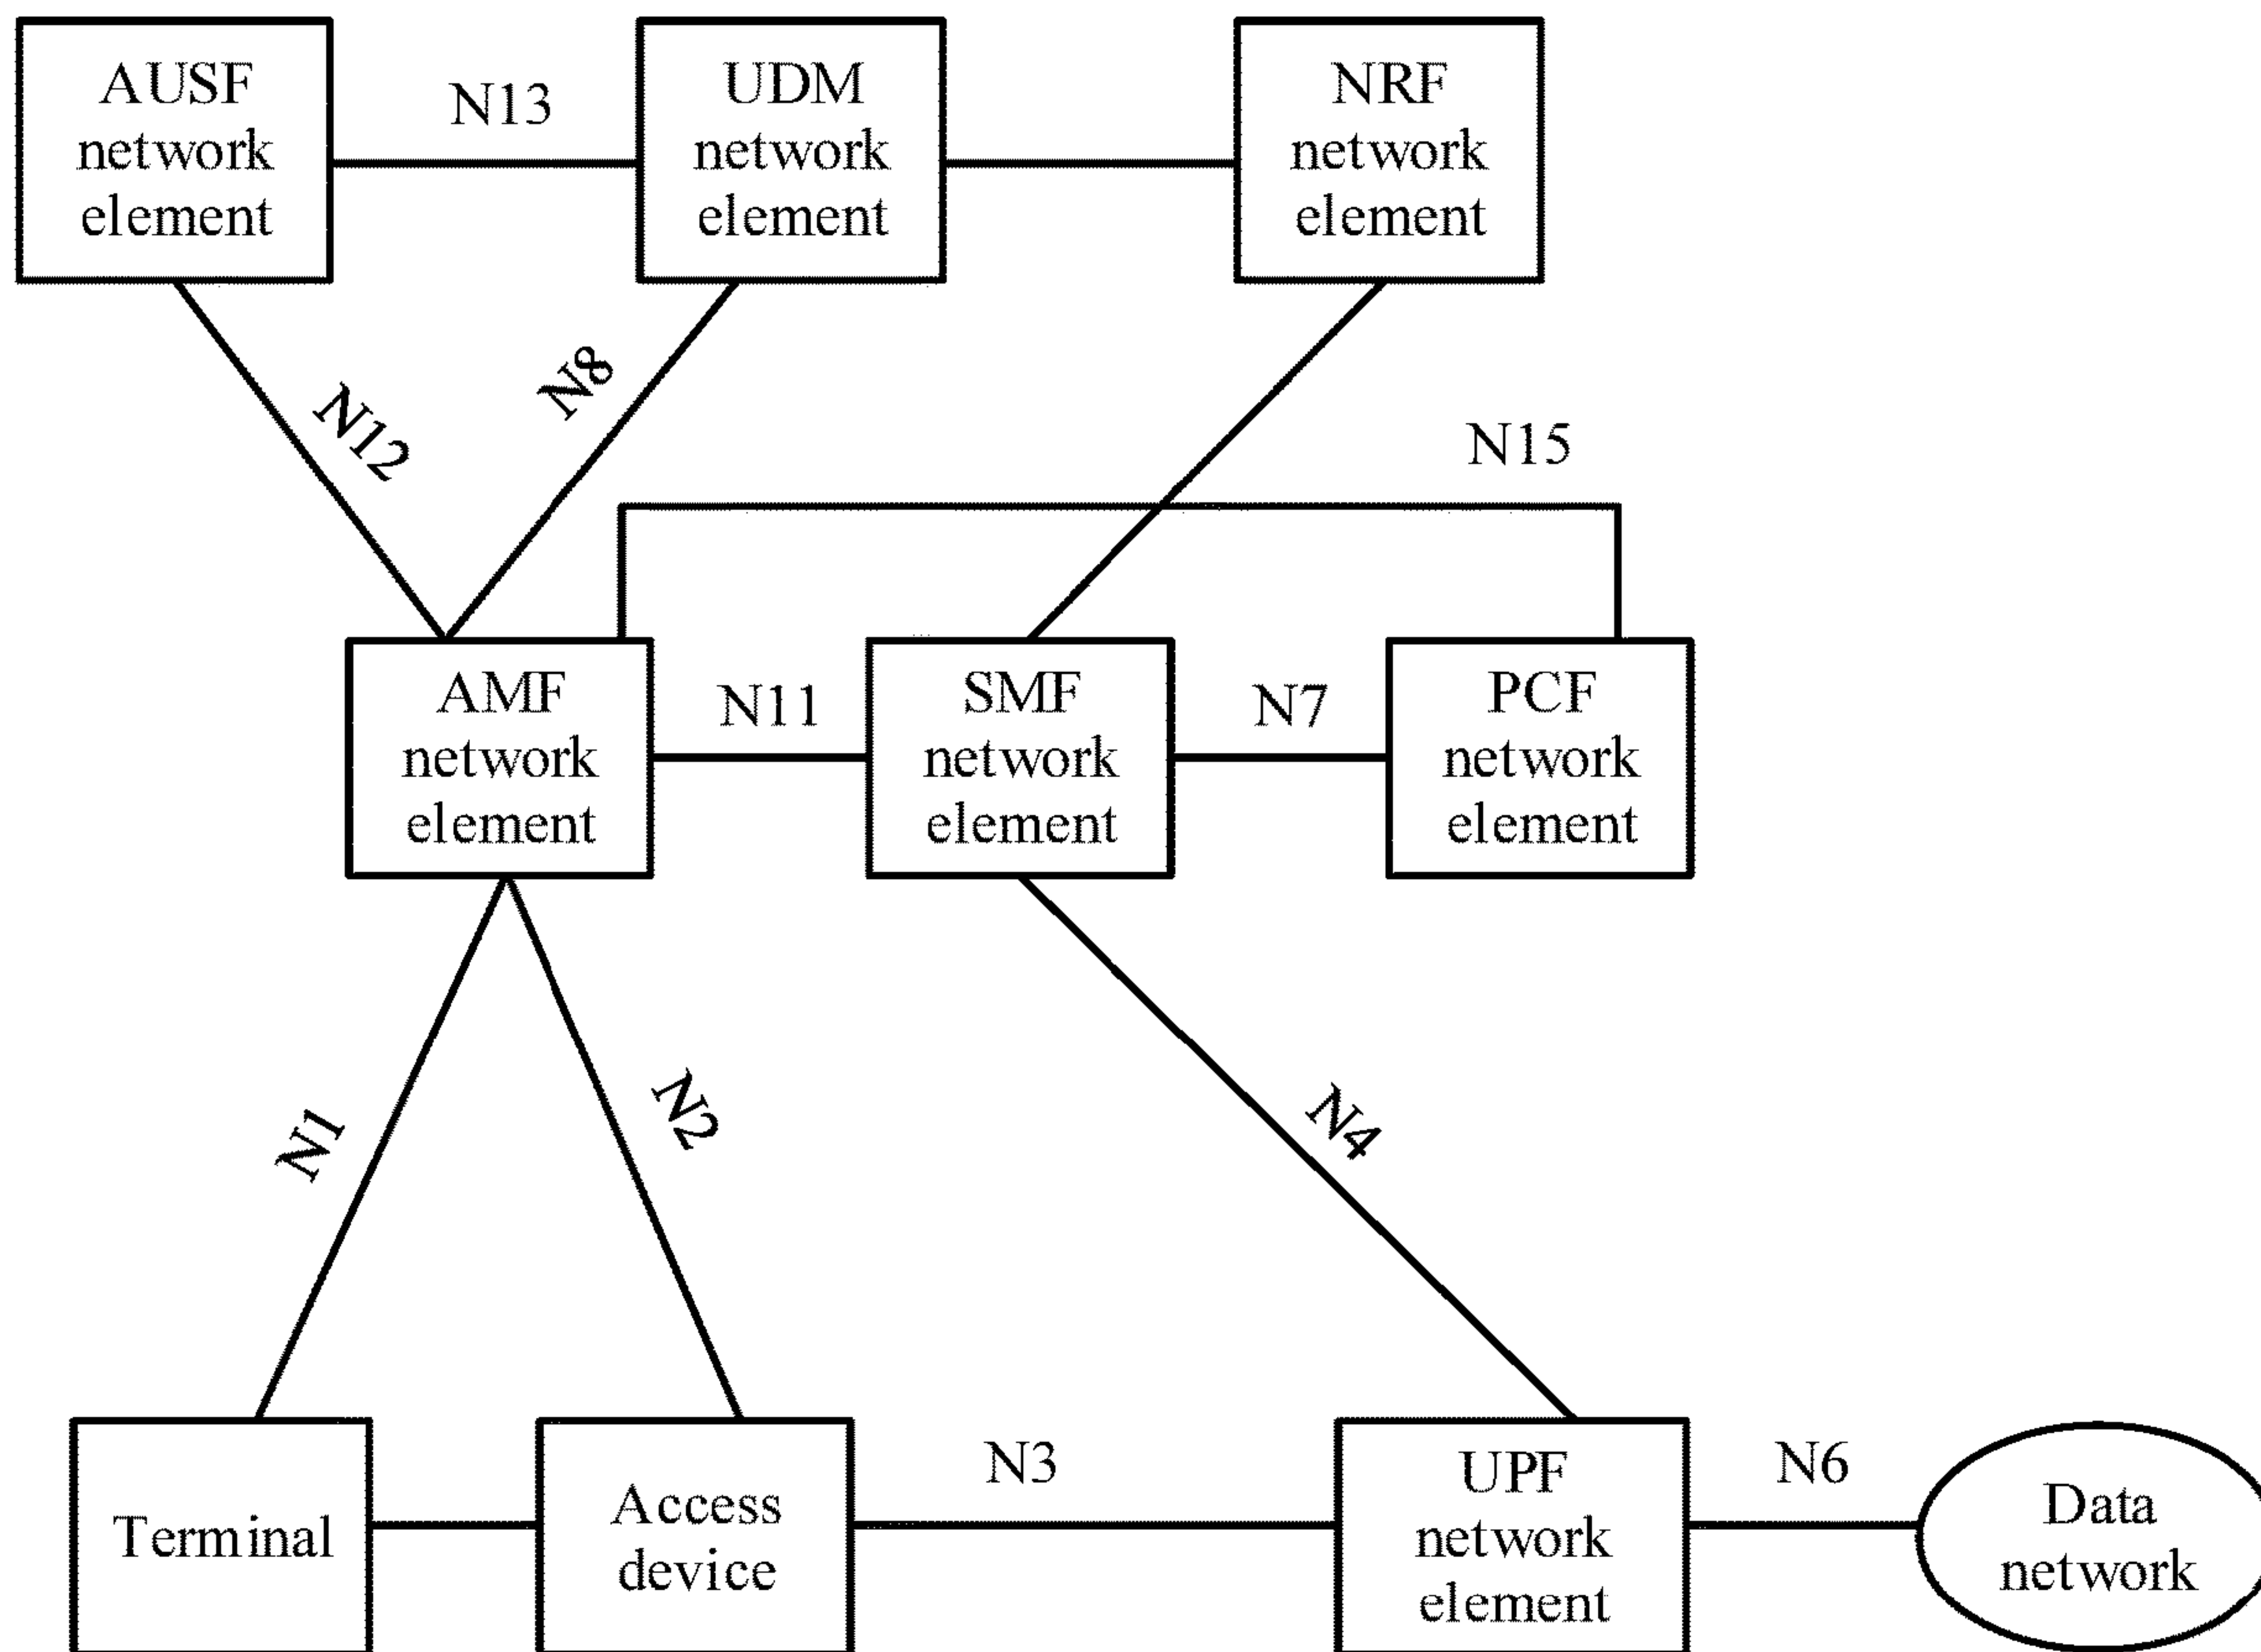 AUSF
network
element
N13
UDM
network
element
NRF
network
element
N12
N8
N15
AMF
network
element
N11
SMF
network
element
N7
PCF
network
element
N1
N2
N4
Terminal
Access
device
N3
UPF
network
element
N6
Data
network